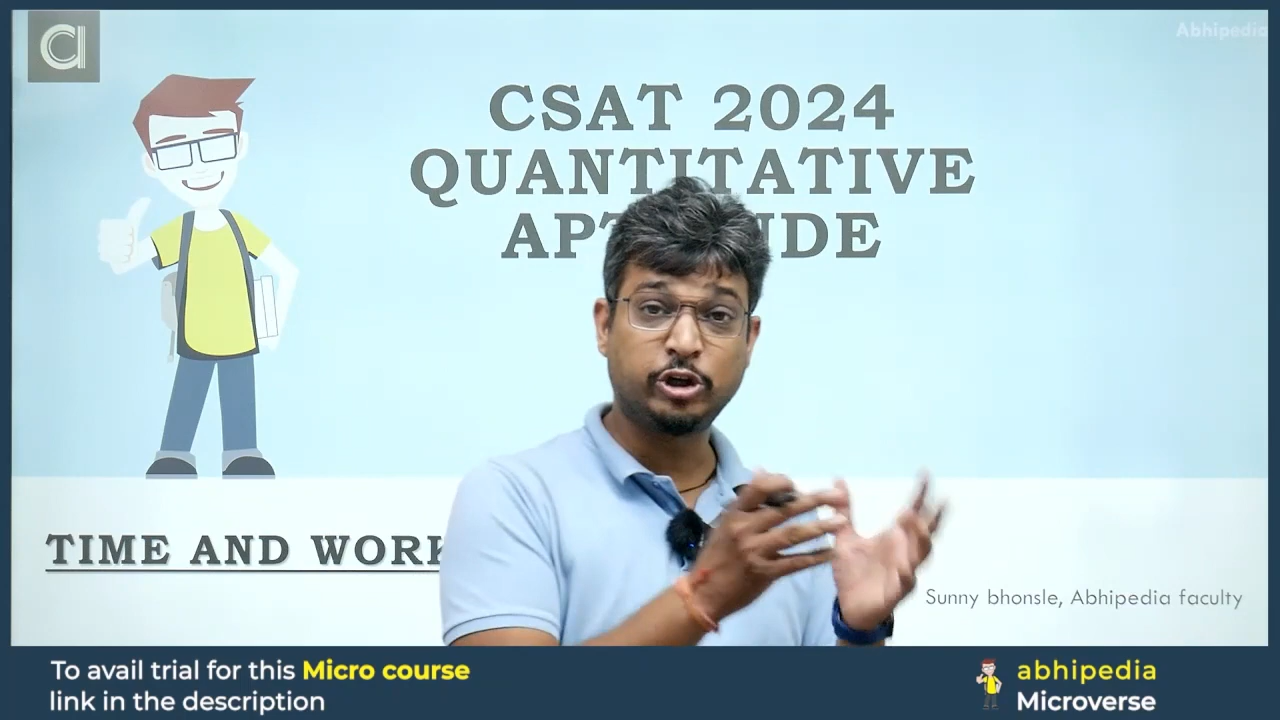 Abhipedia
CSAT 2024
QUANTITATIVE
TIME AND WORK
Sunny bhonsle, Abhipedia faculty
To avail trial for this Micro course
link in the description
abhipedia
Microverse